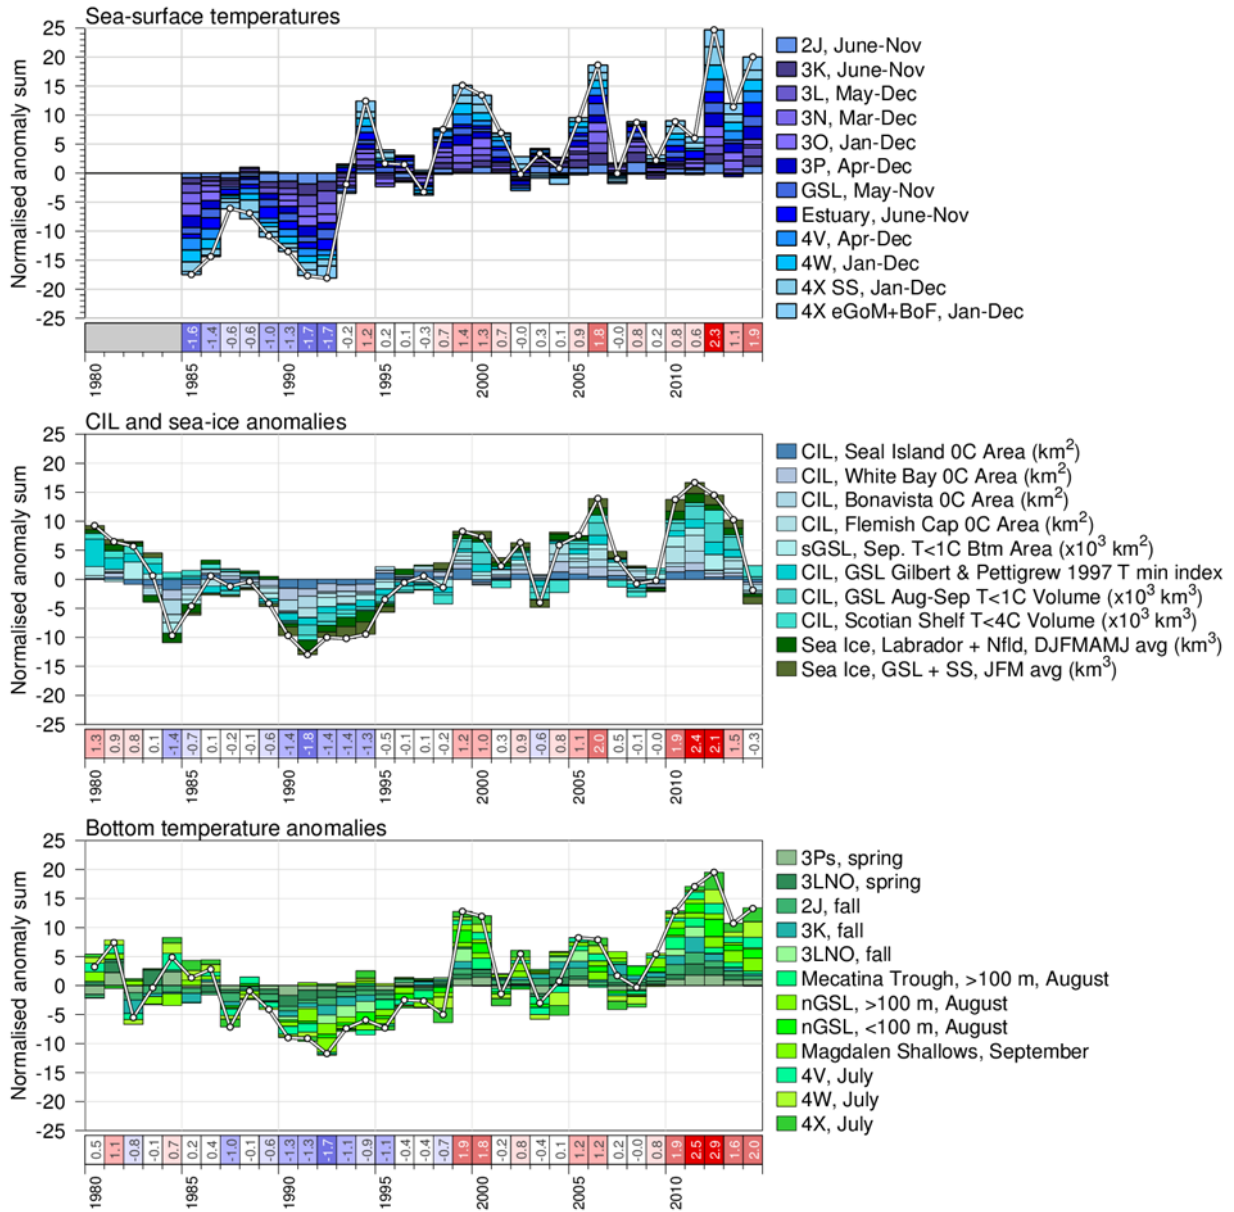 Sea-surface temperatures
Normalised anomaly sum
25
20
15
10
5
0
-5
-10
-15
-20
-25
2J, June-Nov
3K, June-Nov
3L, May-Dec
3N, Mar-Dec
3O, Jan-Dec
3P, Apr-Dec
GSL, May-Nov
Estuary, June-Nov
4V, Apr-Dec
4W, Jan-Dec
4X SS, Jan-Dec
4X eGoM+BoF, Jan-Dec
-1.6 -1.4 -0.6 -0.6 -1.0 -1.3 -1.7 -1.7 -0.2 1.2 0.2 0.1 -0.3 0.7 1.4 1.3 0.7 -0.0 0.3 0.1 0.9 1.8 -0.0 0.8 0.2 0.8 0.6 2.3 1.1 1.9
1980 1985 1990 1995 2000 2005 2010
CIL and sea-ice anomalies
Normalised anomaly sum
25
20
15
10
5
0
-5
-10
-15
-20
-25
CIL, Seal Island 0C Area (km²)
CIL, White Bay 0C Area (km²)
CIL, Bonavista 0C Area (km²)
CIL, Flemish Cap 0C Area (km²)
sGSL, Sep. T<1C Btm Area (x10³ km²)
CIL, GSL Gilbert & Pettigrew 1997 T min index
CIL, GSL Aug-Sep T<1C Volume (x10³ km³)
CIL, Scotian Shelf T<4C Volume (x10³ km³)
Sea Ice, Labrador + Nfld, DJFMAMJ avg (km³)
Sea Ice, GSL + SS, JFM avg (km³)
1.3 0.9 0.8 0.1 -1.4 -0.7 0.1 -0.2 -0.1 -0.6 -1.4 -1.8 -1.4 -1.4 -1.3 -0.5 -0.1 0.1 -0.2 1.2 1.0 0.3 0.9 -0.6 0.8 1.1 2.0 0.5 -0.1 -0.0 1.9 2.4 2.1 1.5 -0.3
1980 1985 1990 1995 2000 2005 2010
Bottom temperature anomalies
Normalised anomaly sum
25
20
15
10
5
0
-5
-10
-15
-20
-25
3Ps, spring
3LNO, spring
2J, fall
3K, fall
3LNO, fall
Mecatina Trough, >100 m, August
nGSL, >100 m, August
nGSL, <100 m, August
Magdalen Shallows, September
4V, July
4W, July
4X, July
0.5 1.1 -0.8 -0.1 0.7 0.2 0.4 -1.0 -0.1 -0.6 -1.3 -1.3 -1.7 -1.1 -0.9 -1.1 -0.4 -0.4 -0.7 1.9 1.8 -0.2 0.8 -0.4 0.1 1.2 1.2 0.2 -0.0 0.8 1.9 2.5 2.9 1.6 2.0
1980 1985 1990 1995 2000 2005 2010